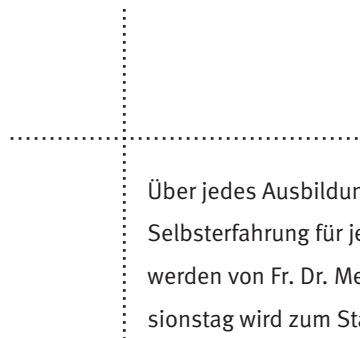 Über jedes
Selbsterfahrung für
werden von Fr. Dr.
sionstag wird zum